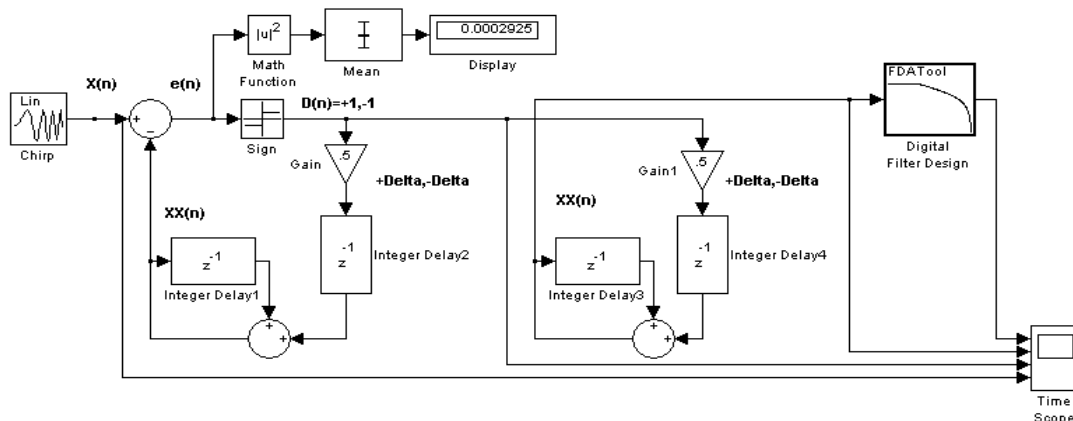 0.0002925
|u|²
Math
Function
Mean
Display
X(n)
e(n)
Lin
Chirp
+
−
Sign
D(n)=+1,-1
FDATool
Digital
Filter Design
Gain
.5
+Delta,-Delta
Gain1
.5
+Delta,-Delta
XX(n)
XX(n)
z⁻¹
Integer Delay1
z⁻¹
Integer Delay2
z⁻¹
Integer Delay3
z⁻¹
Integer Delay4
+
+
+
+
Time
Scope